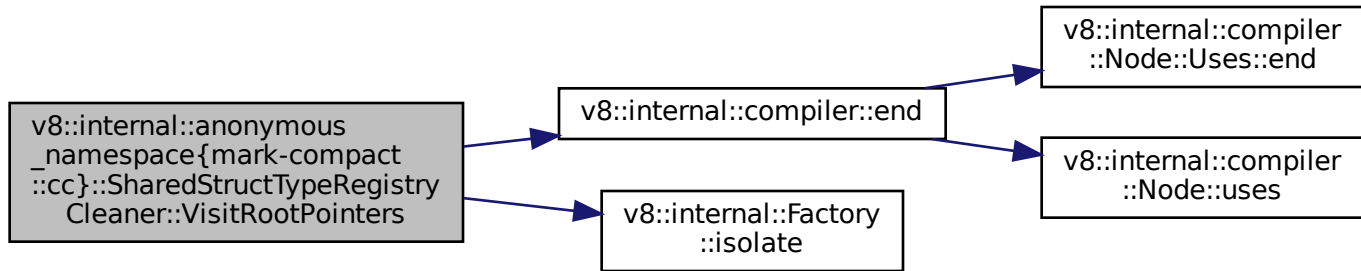 v8::internal::anonymous
_namespace{mark-compact
::cc}::SharedStructTypeRegistry
Cleaner::VisitRootPointers
v8::internal::compiler::end
v8::internal::Factory
::isolate
v8::internal::compiler
::Node::Uses::end
v8::internal::compiler
::Node::uses